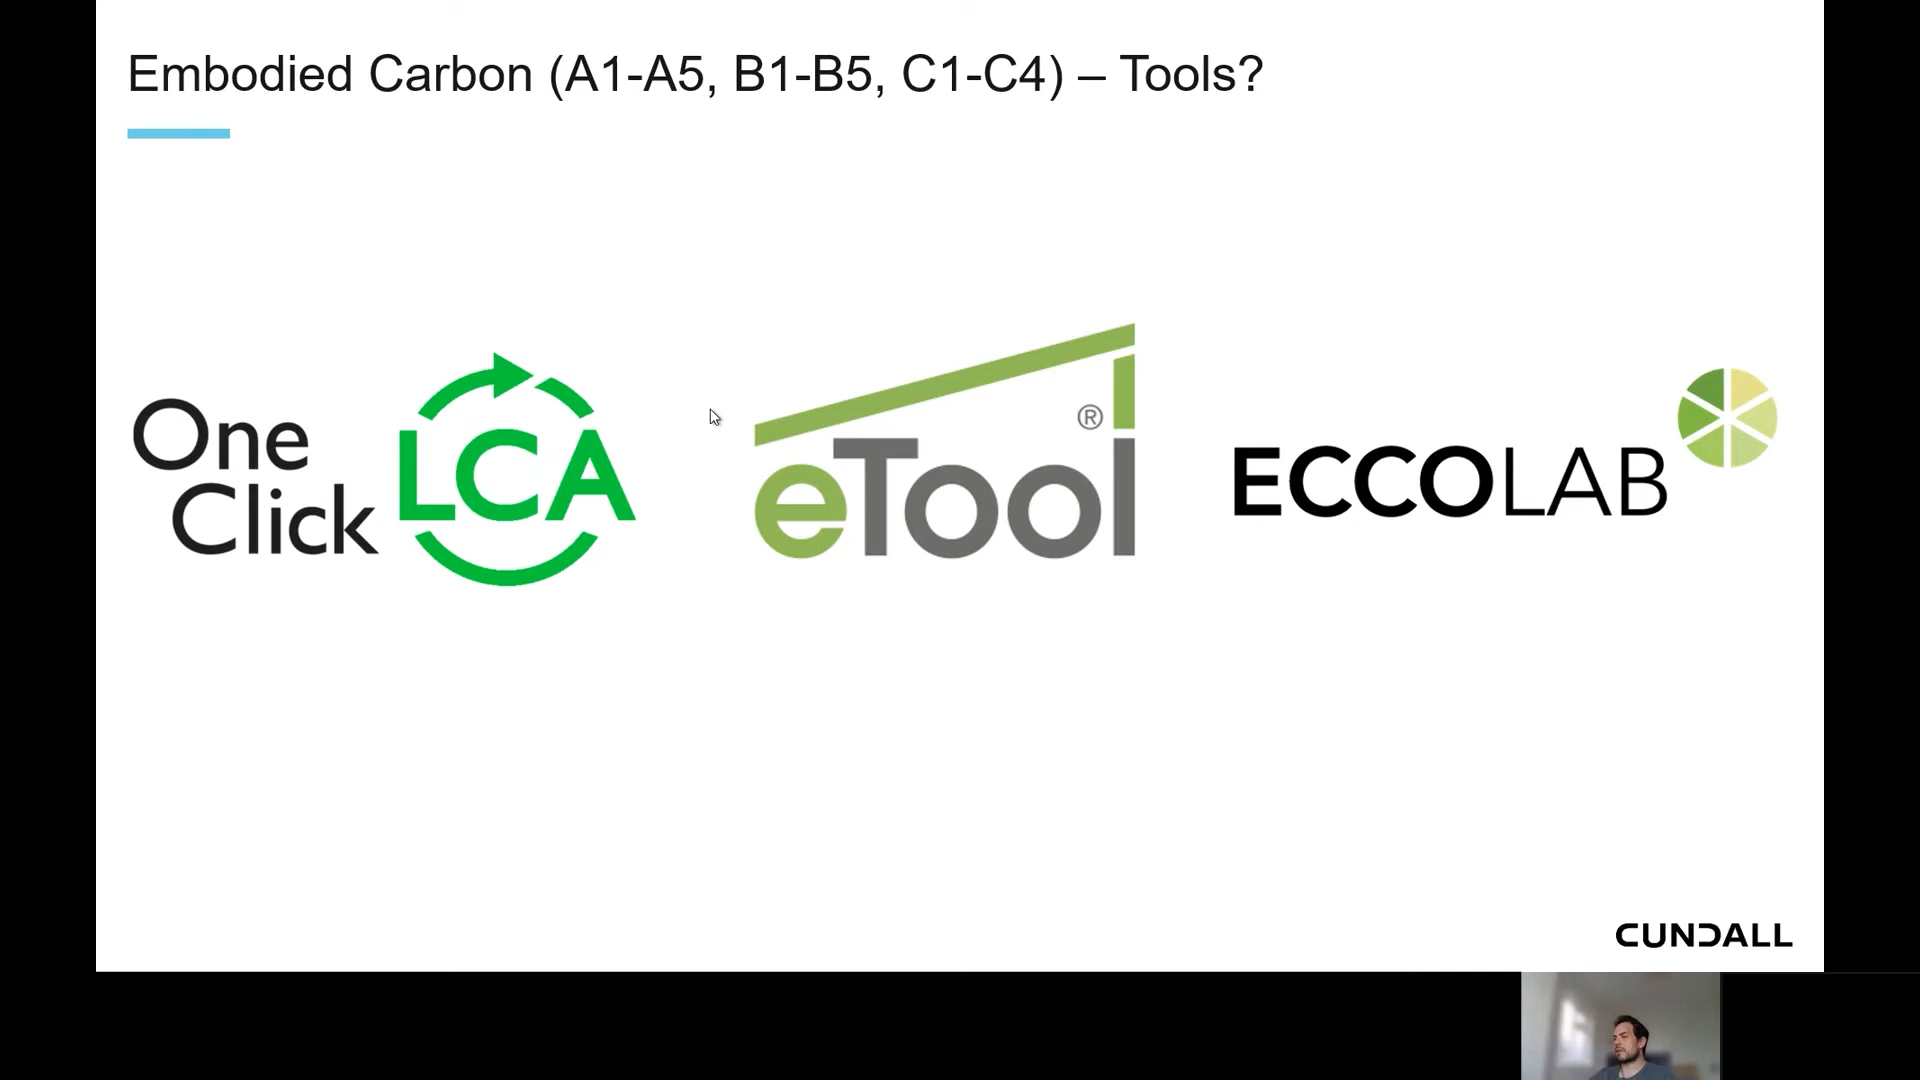 Embodied Carbon (A1-A5, B1-B5, C1-C4) – Tools?
One
Click
LCA
eTool®
ECCOLAB
CUNDALL